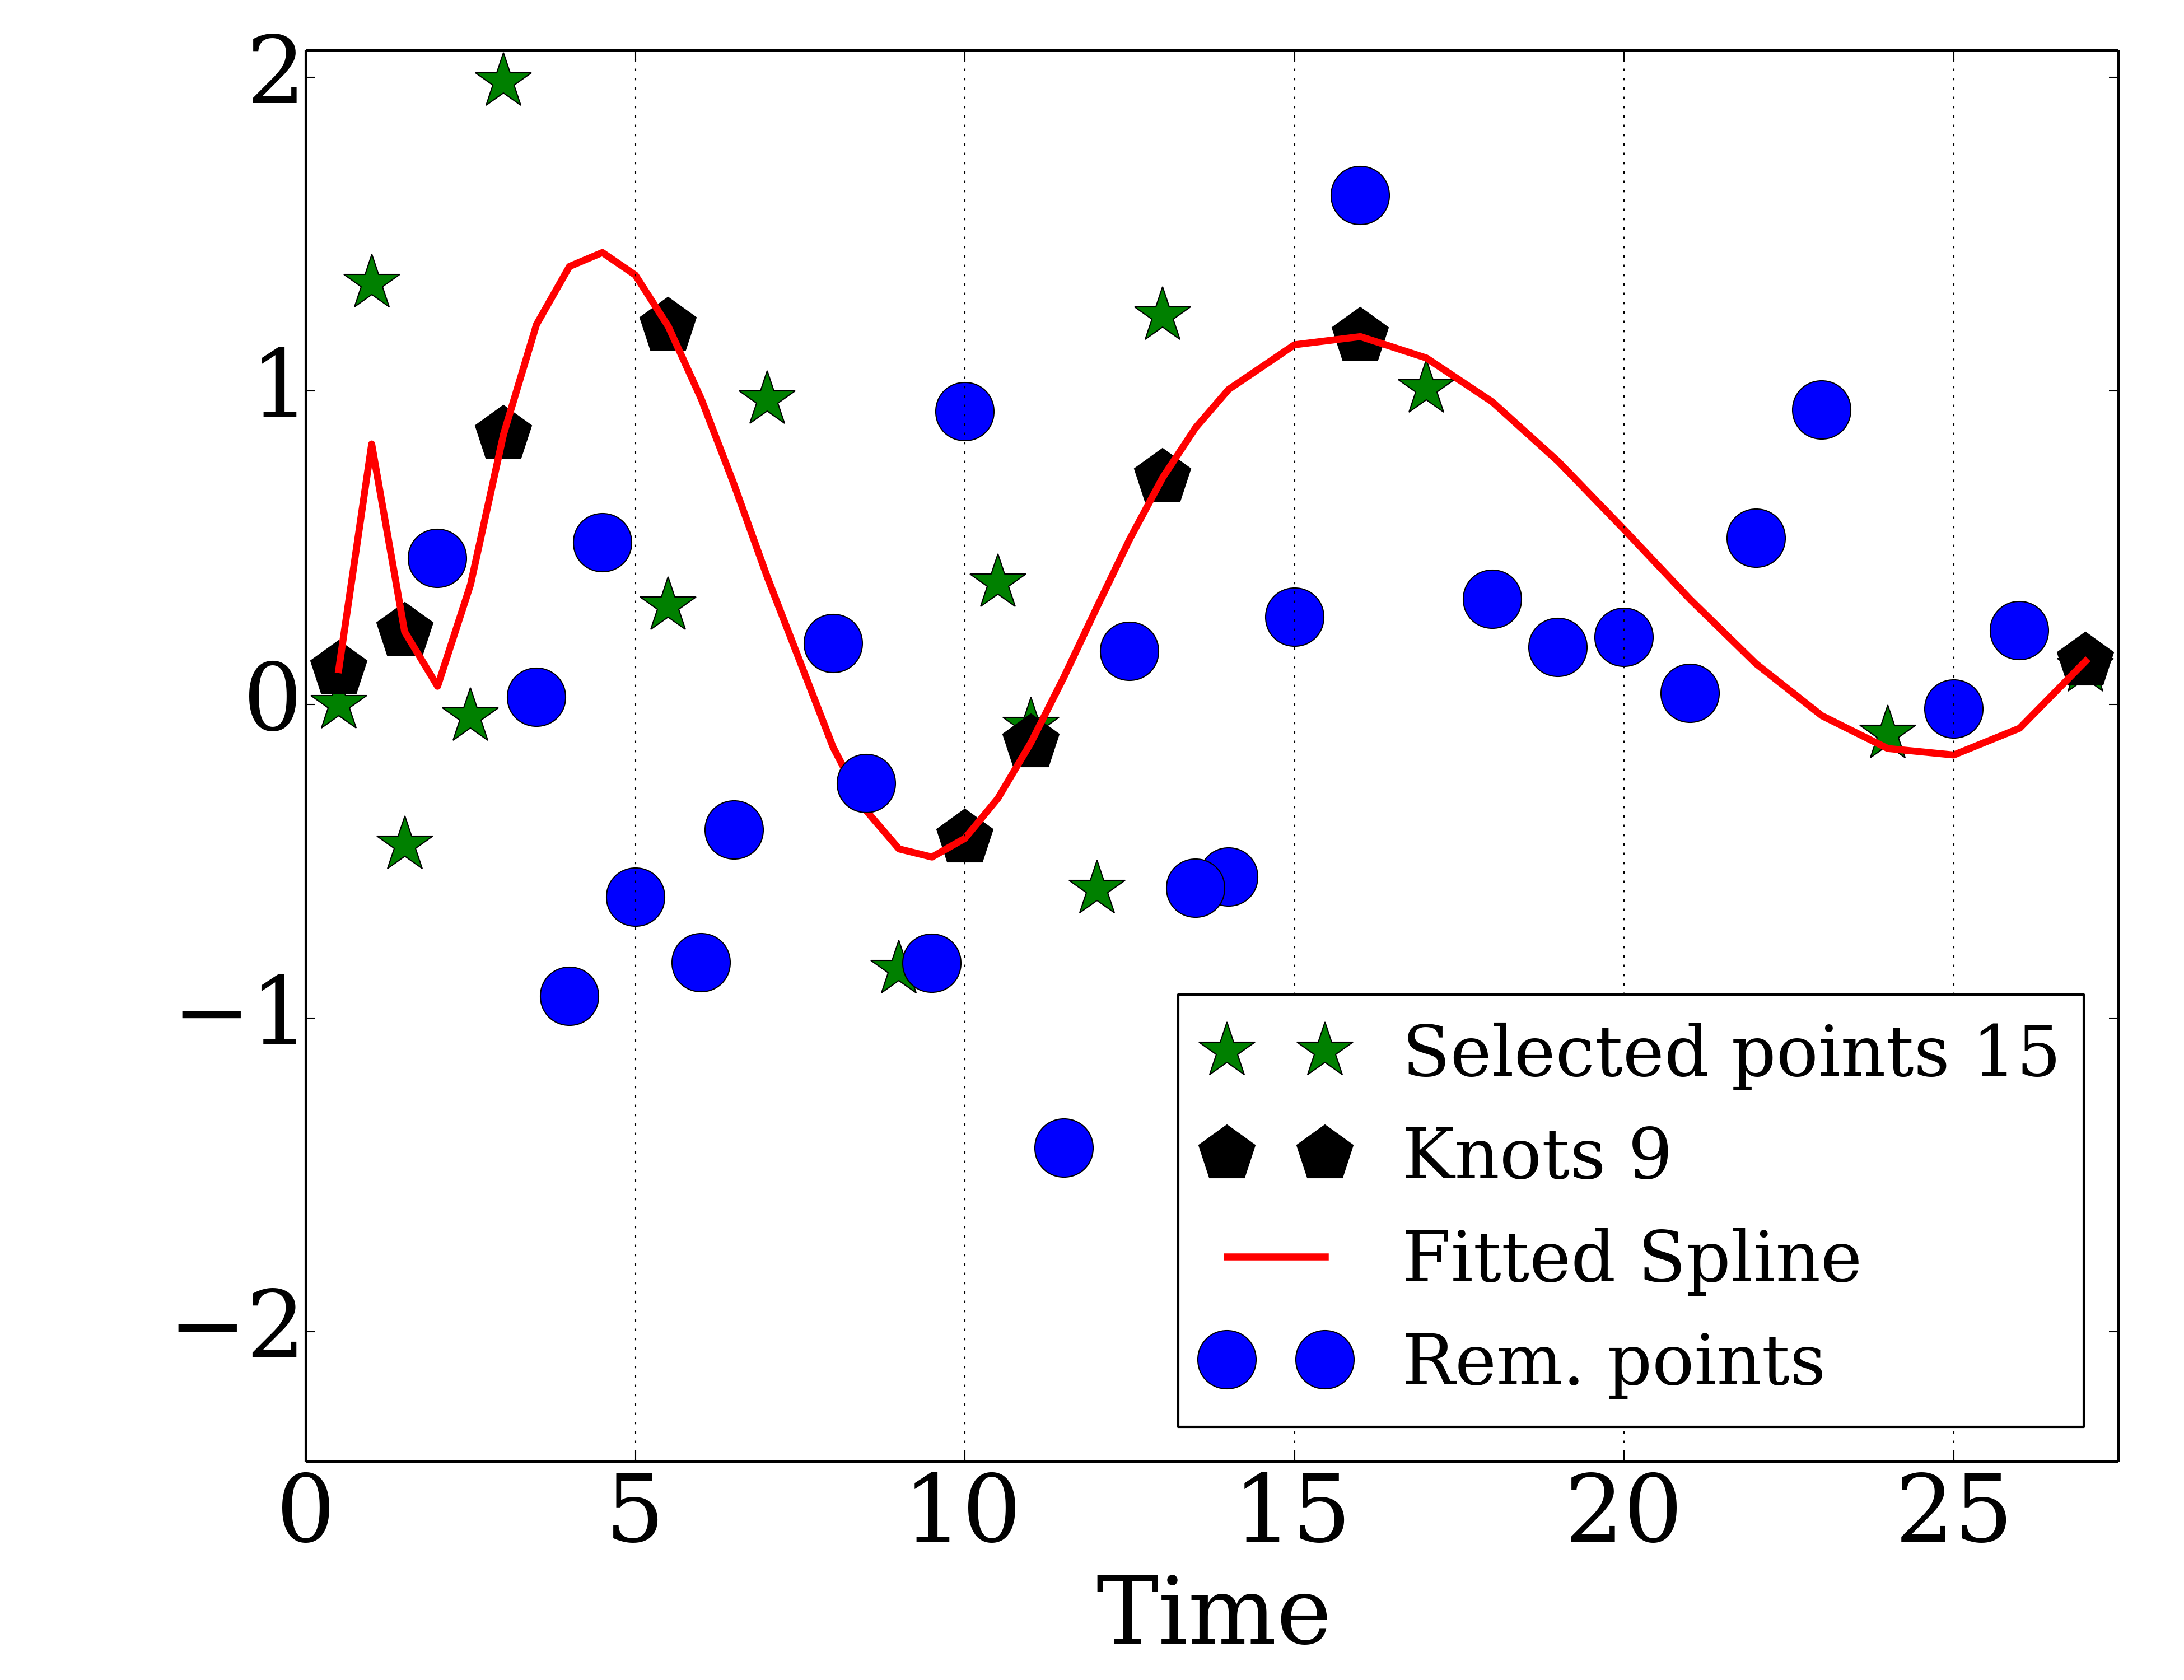 2
1
0
−1
−2
Selected points 15
Knots 9
Fitted Spline
Rem. points
0 5 10 15 20 25
Time